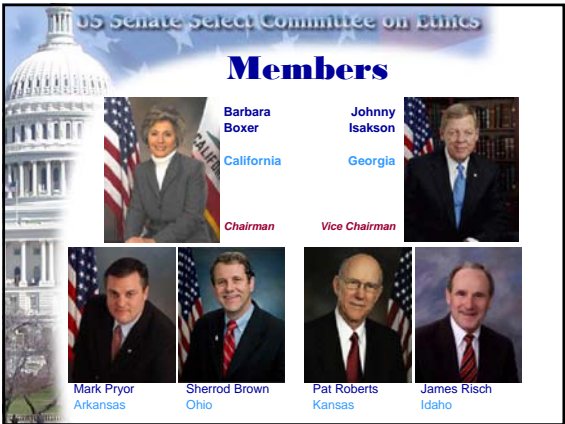 US Senate Select Committee on Ethics
Members
Barbara
Boxer
California
Chairman
Johnny
Isakson
Georgia
Vice Chairman
Mark Pryor
Arkansas
Sherrod Brown
Ohio
Pat Roberts
Kansas
James Risch
Idaho